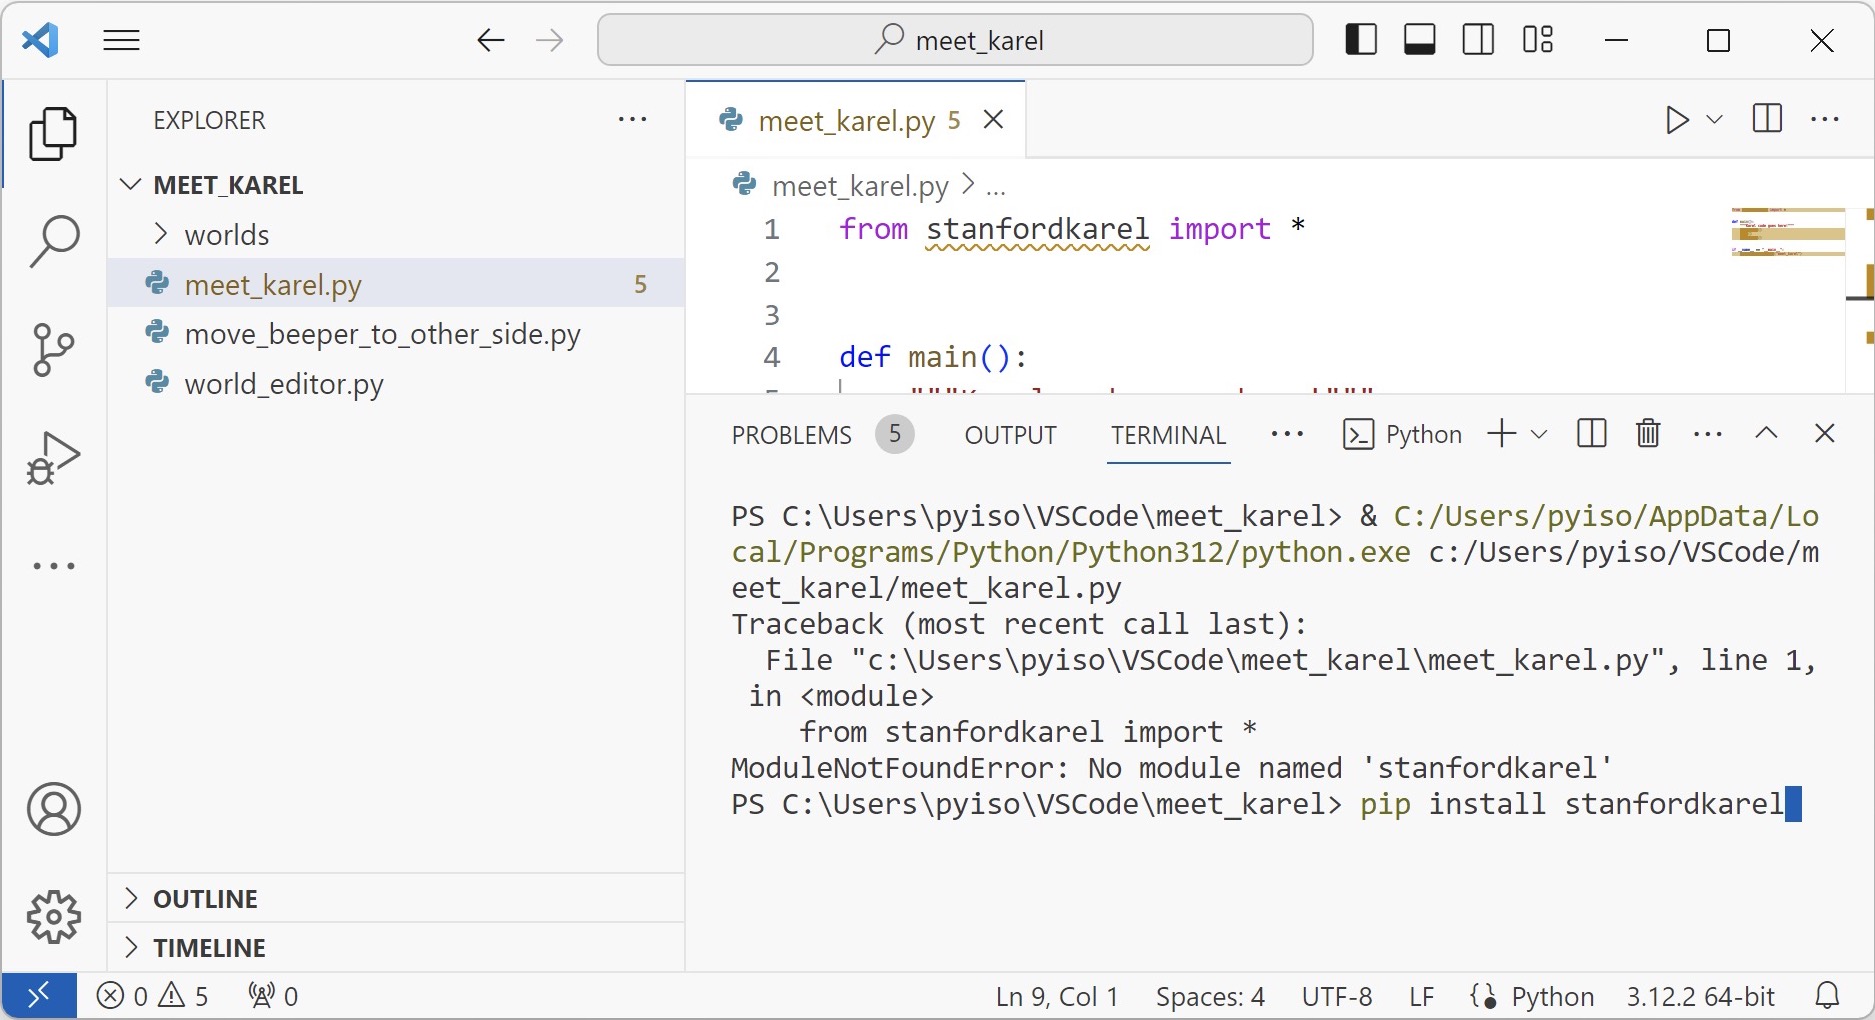 meet_karel
EXPLORER
MEET_KAREL
worlds
meet_karel.py 5
move_beeper_to_other_side.py
world_editor.py
OUTLINE
TIMELINE
meet_karel.py 5
meet_karel.py > ...
1 from stanfordkarel import *
2
3
4 def main():
5
PROBLEMS 5 OUTPUT TERMINAL Python
PS C:\Users\pyiso\VSCode\meet_karel> & C:/Users/pyiso/AppData/Lo
cal/Programs/Python/Python312/python.exe c:/Users/pyiso/VSCode/m
eet_karel/meet_karel.py
Traceback (most recent call last):
File "c:\Users\pyiso\VSCode\meet_karel\meet_karel.py", line 1,
in <module>
from stanfordkarel import *
ModuleNotFoundError: No module named 'stanfordkarel'
PS C:\Users\pyiso\VSCode\meet_karel> pip install stanfordkarel
0 5 0 Ln 9, Col 1 Spaces: 4 UTF-8 LF Python 3.12.2 64-bit